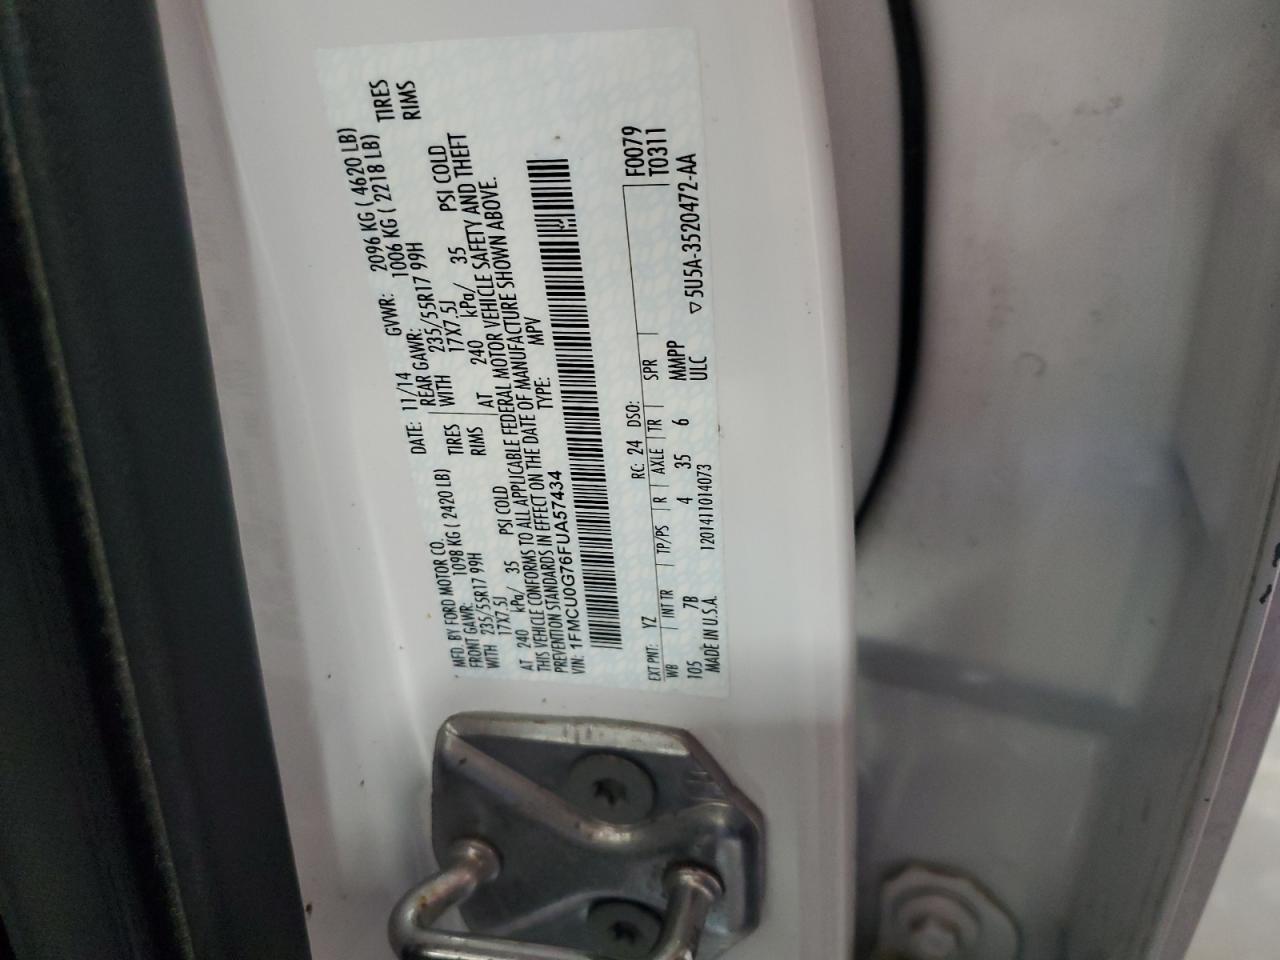 MFD. BY FORD MOTOR CO.
DATE: 11/14 GVWR: 2096 KG ( 4620 LB)
FRONT GAWR: 1098 KG ( 2420 LB) REAR GAWR: 1006 KG ( 2218 LB)
WITH 235/55R17 99H TIRES WITH 235/55R17 99H TIRES
17X7.5J RIMS 17X7.5J RIMS
AT 240 kPa/ 35 PSI COLD AT 240 kPa/ 35 PSI COLD
THIS VEHICLE CONFORMS TO ALL APPLICABLE FEDERAL MOTOR VEHICLE SAFETY AND THEFT
PREVENTION STANDARDS IN EFFECT ON THE DATE OF MANUFACTURE SHOWN ABOVE.
VIN: 1FMCU0G76FUA57434 TYPE: MPV
F0079
T0311
EXT PNT: YZ RC: 24 DSO:
WB INT TR TP/PS R AXLE TR SPR
105 7B 4 35 6 MMPP
MADE IN U.S.A. 1201411014073 ULC ▽5U5A-3520472-AA